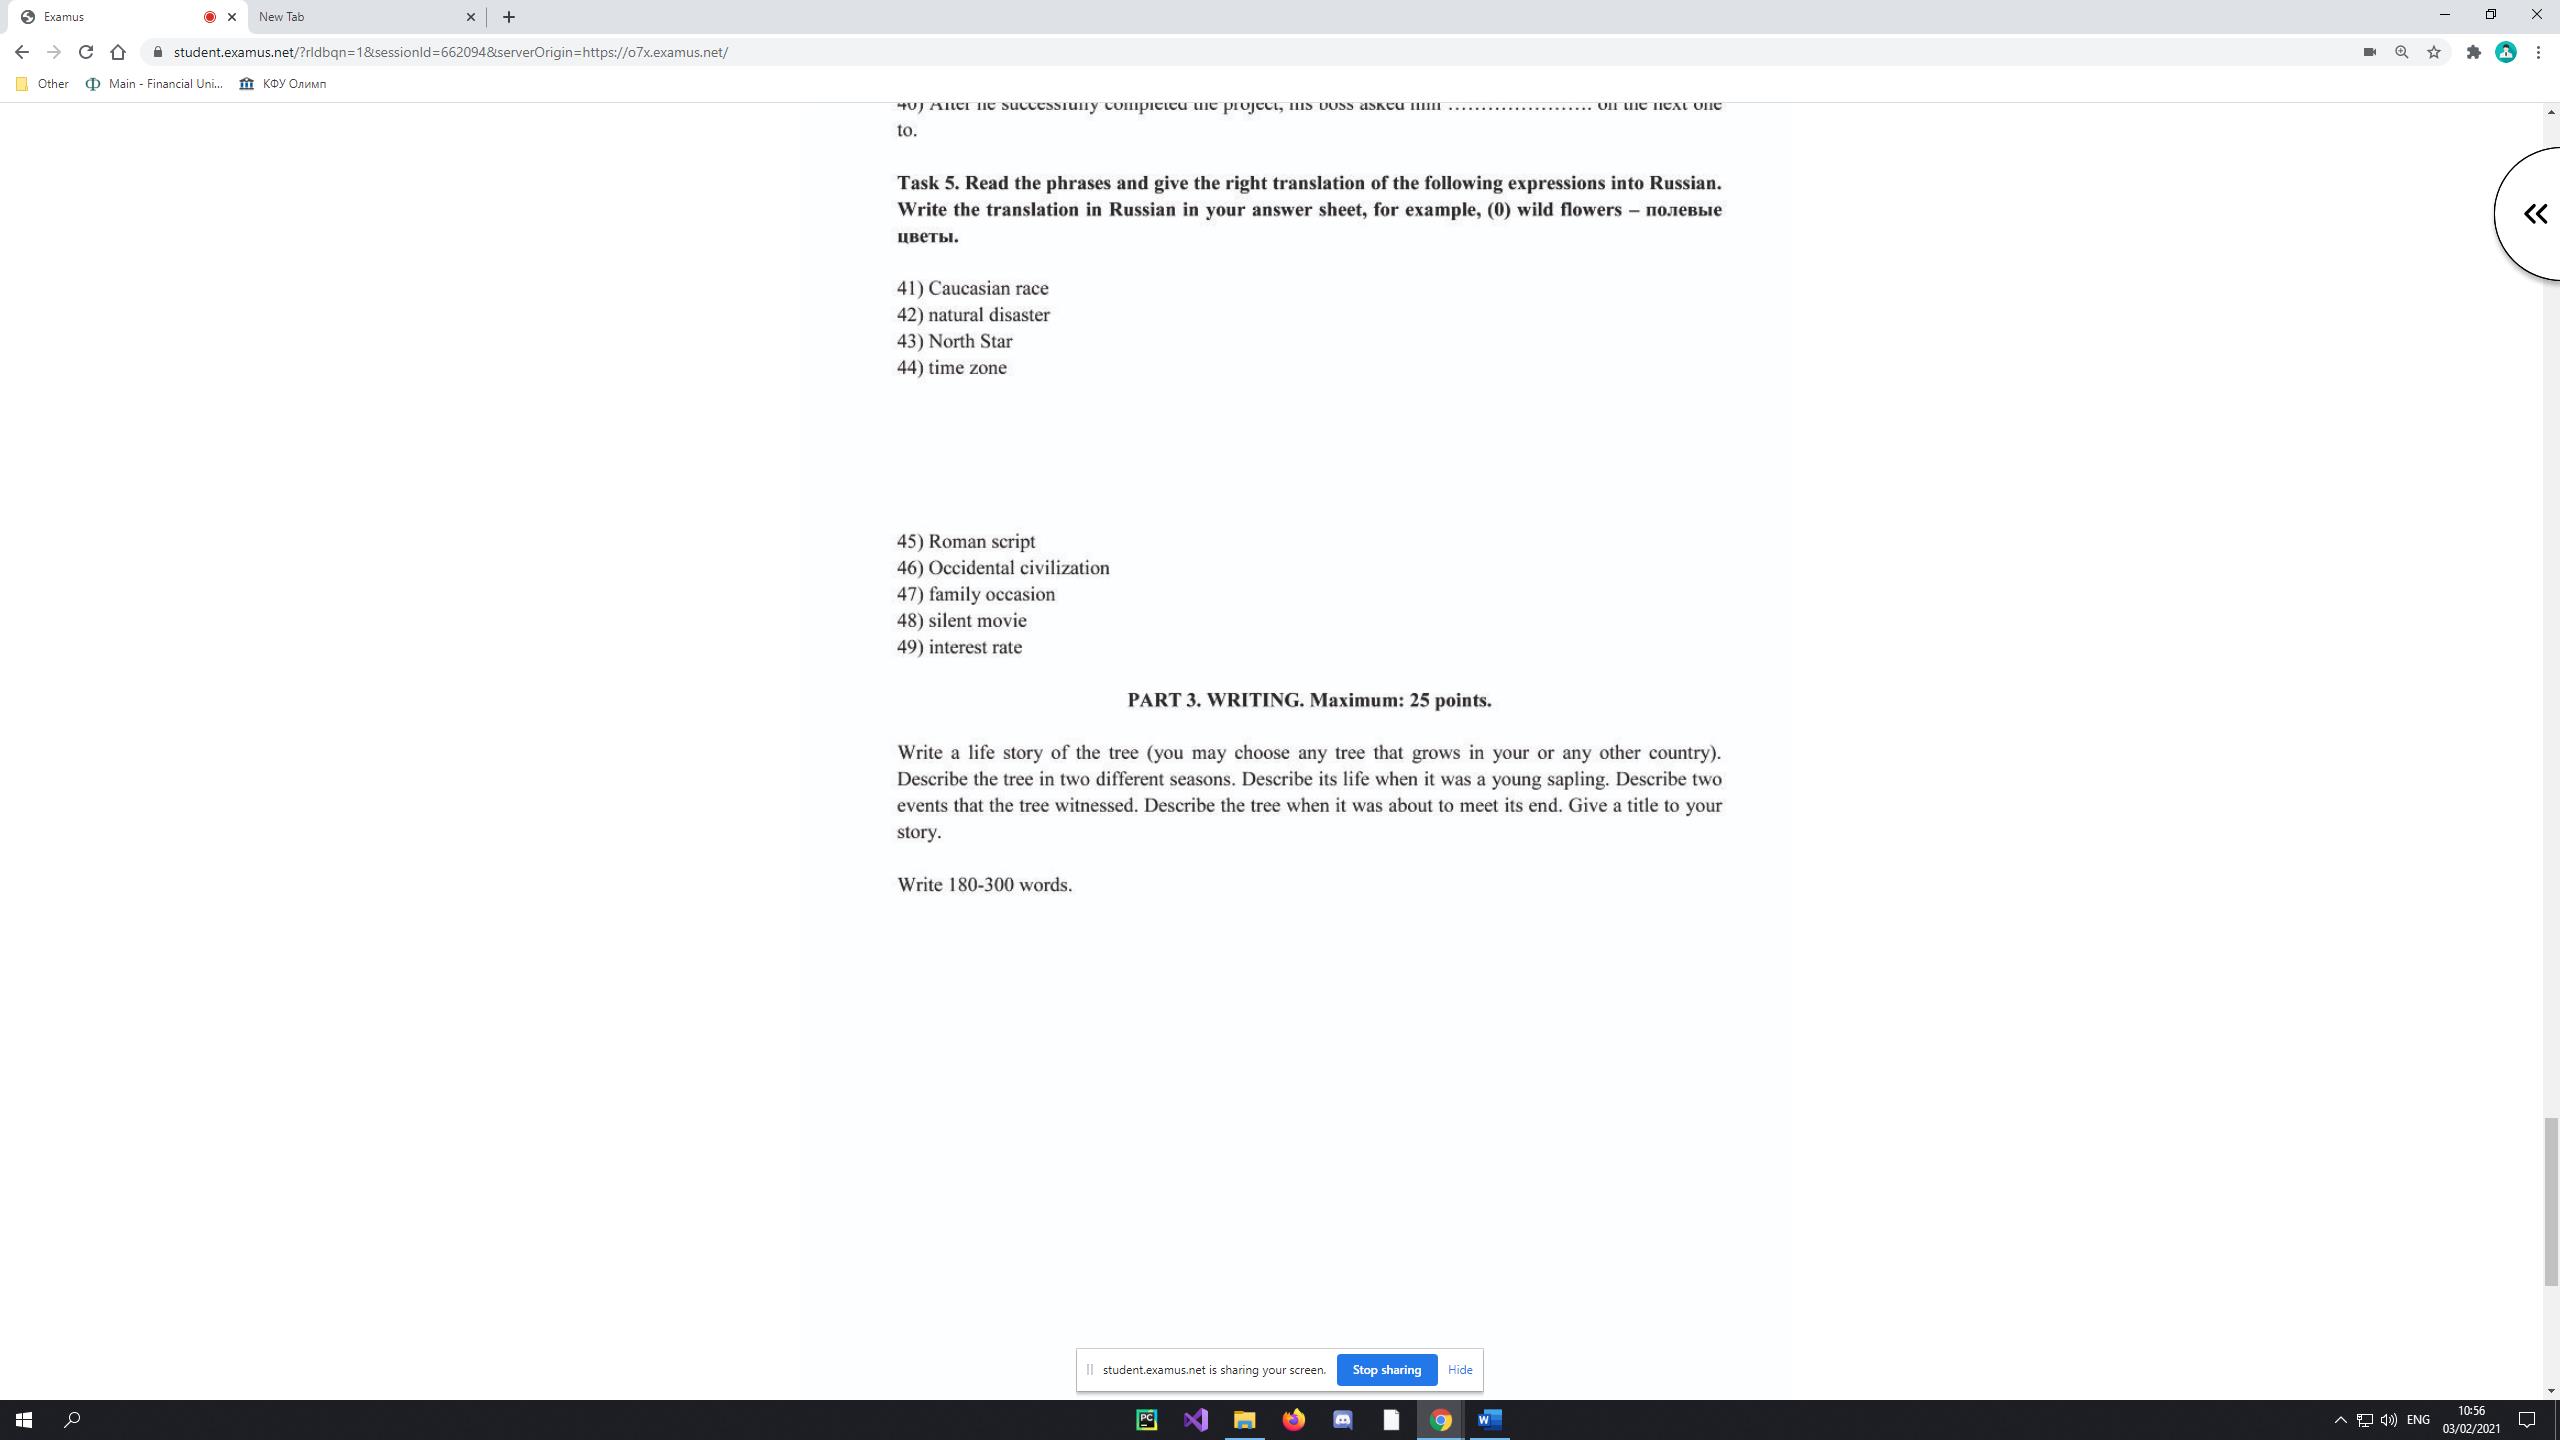 Examus
New Tab
student.examus.net/?rldbqn=1&sessionId=662094&serverOrigin=https://o7x.examus.net/
Other
Main - Financial Uni...
КФУ Олимп
40) After he successfully completed the project, his boss asked him ...................... on the next one
to.
Task 5. Read the phrases and give the right translation of the following expressions into Russian.
Write the translation in Russian in your answer sheet, for example, (0) wild flowers – полевые
цветы.
41) Caucasian race
42) natural disaster
43) North Star
44) time zone
45) Roman script
46) Occidental civilization
47) family occasion
48) silent movie
49) interest rate
PART 3. WRITING. Maximum: 25 points.
Write a life story of the tree (you may choose any tree that grows in your or any other country).
Describe the tree in two different seasons. Describe its life when it was a young sapling. Describe two
events that the tree witnessed. Describe the tree when it was about to meet its end. Give a title to your
story.
Write 180-300 words.
student.examus.net is sharing your screen.
Stop sharing
Hide
PC
W
ENG
10:56
03/02/2021